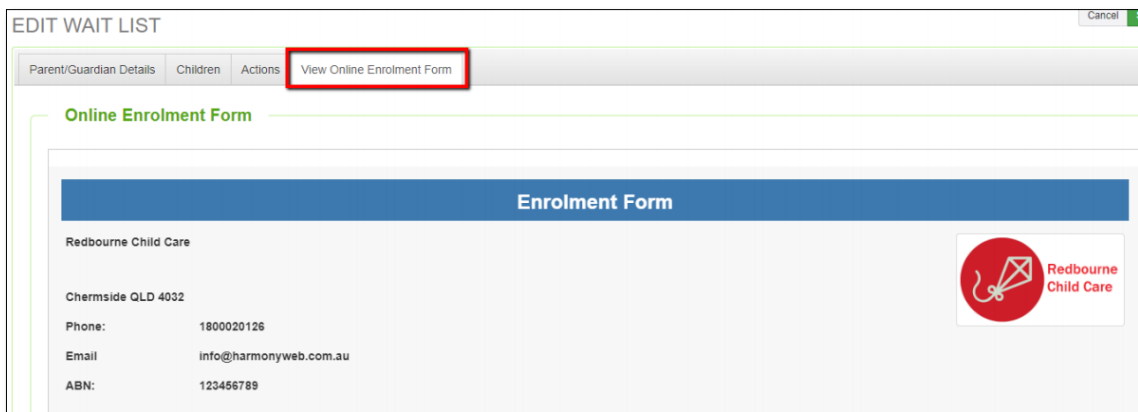 EDIT WAIT LIST
Cancel
Parent/Guardian Details Children Actions View Online Enrolment Form
Online Enrolment Form
Enrolment Form
Redbourne Child Care
Redbourne
Child Care
Chermside QLD 4032
Phone: 1800020126
Email info@harmonyweb.com.au
ABN: 123456789